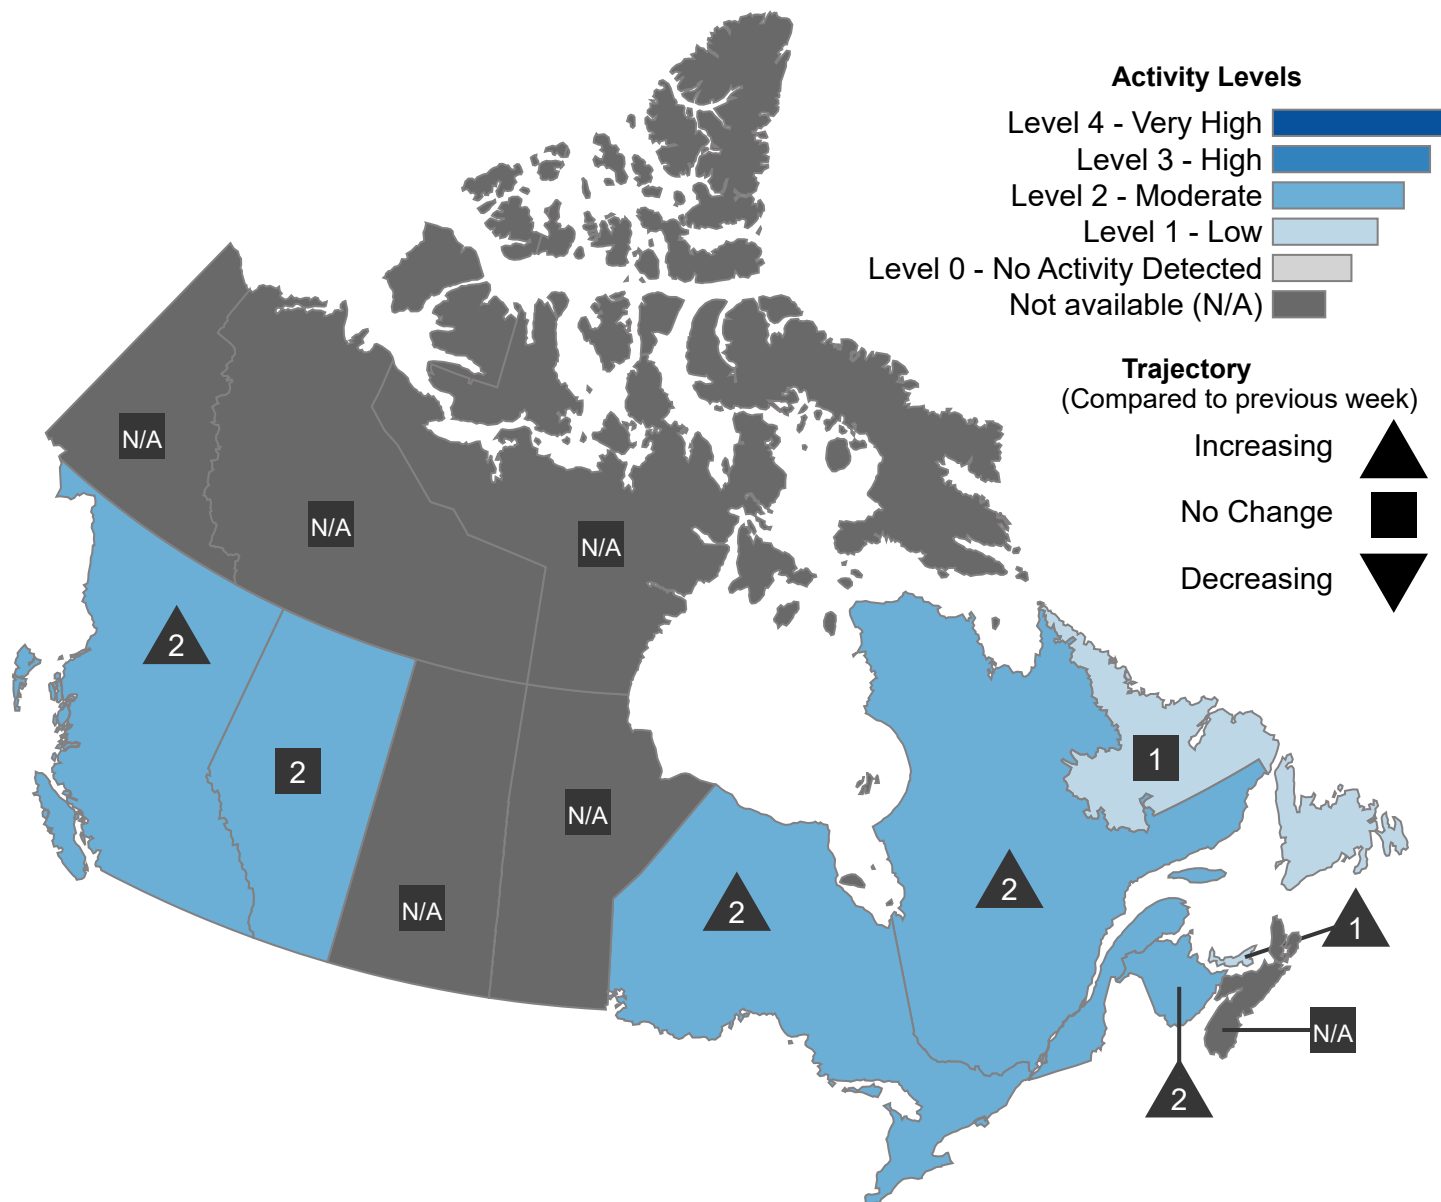 Activity Levels
Level 4 - Very High
Level 3 - High
Level 2 - Moderate
Level 1 - Low
Level 0 - No Activity Detected
Not available (N/A)
Trajectory
(Compared to previous week)
Increasing
No Change
Decreasing
N/A
N/A
N/A
2
2
1
N/A
2
2
N/A
1
N/A
2